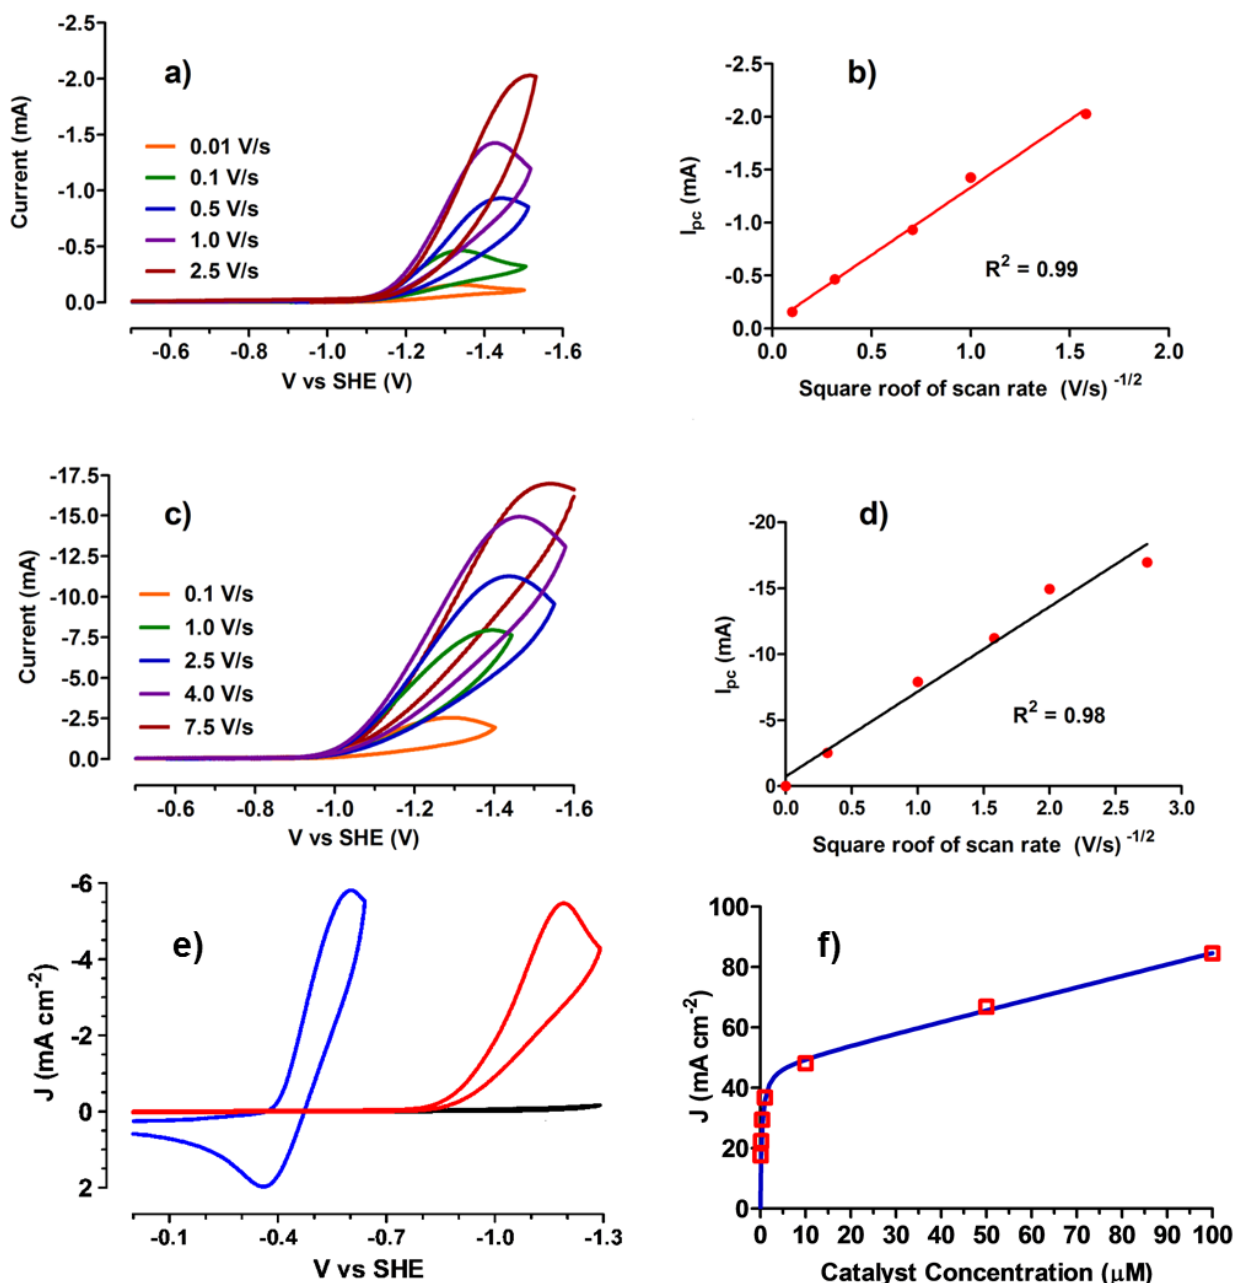 a)
Current (mA)
-2.5
-2.0
-1.5
-1.0
-0.5
0.0
0.01 V/s
0.1 V/s
0.5 V/s
1.0 V/s
2.5 V/s
-0.6 -0.8 -1.0 -1.2 -1.4 -1.6
V vs SHE (V)
b)
Ipc (mA)
-2.5
-2.0
-1.5
-1.0
-0.5
0.0
R2 = 0.99
0.0 0.5 1.0 1.5 2.0
Square roof of scan rate (V/s) -1/2
c)
Current (mA)
-17.5
-15.0
-12.5
-10.0
-7.5
-5.0
-2.5
0.0
0.1 V/s
1.0 V/s
2.5 V/s
4.0 V/s
7.5 V/s
-0.6 -0.8 -1.0 -1.2 -1.4 -1.6
V vs SHE (V)
d)
Ipc (mA)
-20
-15
-10
-5
0
R2 = 0.98
0.0 0.5 1.0 1.5 2.0 2.5 3.0
Square roof of scan rate (V/s) -1/2
e)
J (mA cm-2)
-6
-4
-2
0
2
-0.1 -0.4 -0.7 -1.0 -1.3
V vs SHE
f)
J (mA cm-2)
100
80
60
40
20
0
0 10 20 30 40 50 60 70 80 90 100
Catalyst Concentration (μM)